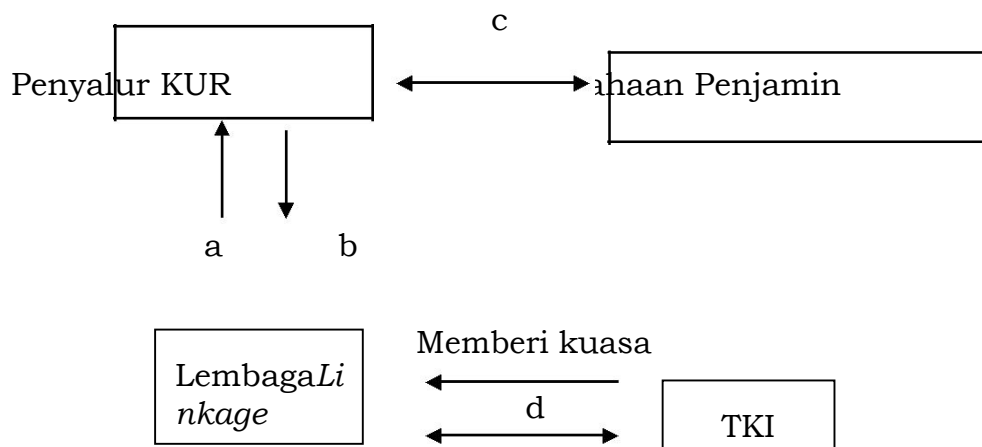 c
Penyalur KUR
ahaan Penjamin
a b
Memberi kuasa
LembagaLi
nkage
d
TKI